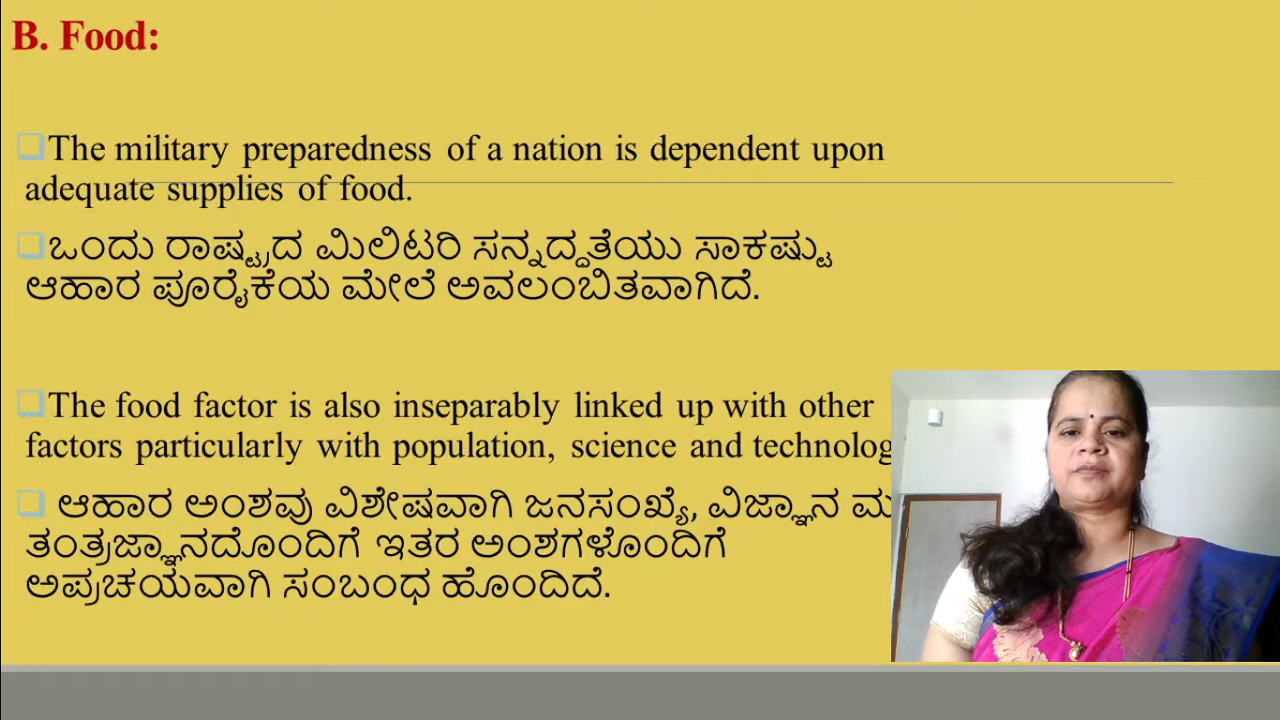 B. Food:
The military preparedness of a nation is dependent upon
adequate supplies of food.
ಒಂದು ರಾಷ್ಟ್ರದ ಮಿಲಿಟರಿ ಸನ್ನದ್ಧತೆಯು ಸಾಕಷ್ಟು
ಆಹಾರ ಪೂರೈಕೆಯ ಮೇಲೆ ಅವಲಂಬಿತವಾಗಿದೆ.
The food factor is also inseparably linked up with other
factors particularly with population, science and technolog
ಆಹಾರ ಅಂಶವು ವಿಶೇಷವಾಗಿ ಜನಸಂಖ್ಯೆ, ವಿಜ್ಞಾನ ಮ
ತಂತ್ರಜ್ಞಾನದೊಂದಿಗೆ ಇತರ ಅಂಶಗಳೊಂದಿಗೆ
ಅಪ್ರಚಯವಾಗಿ ಸಂಬಂಧ ಹೊಂದಿದೆ.